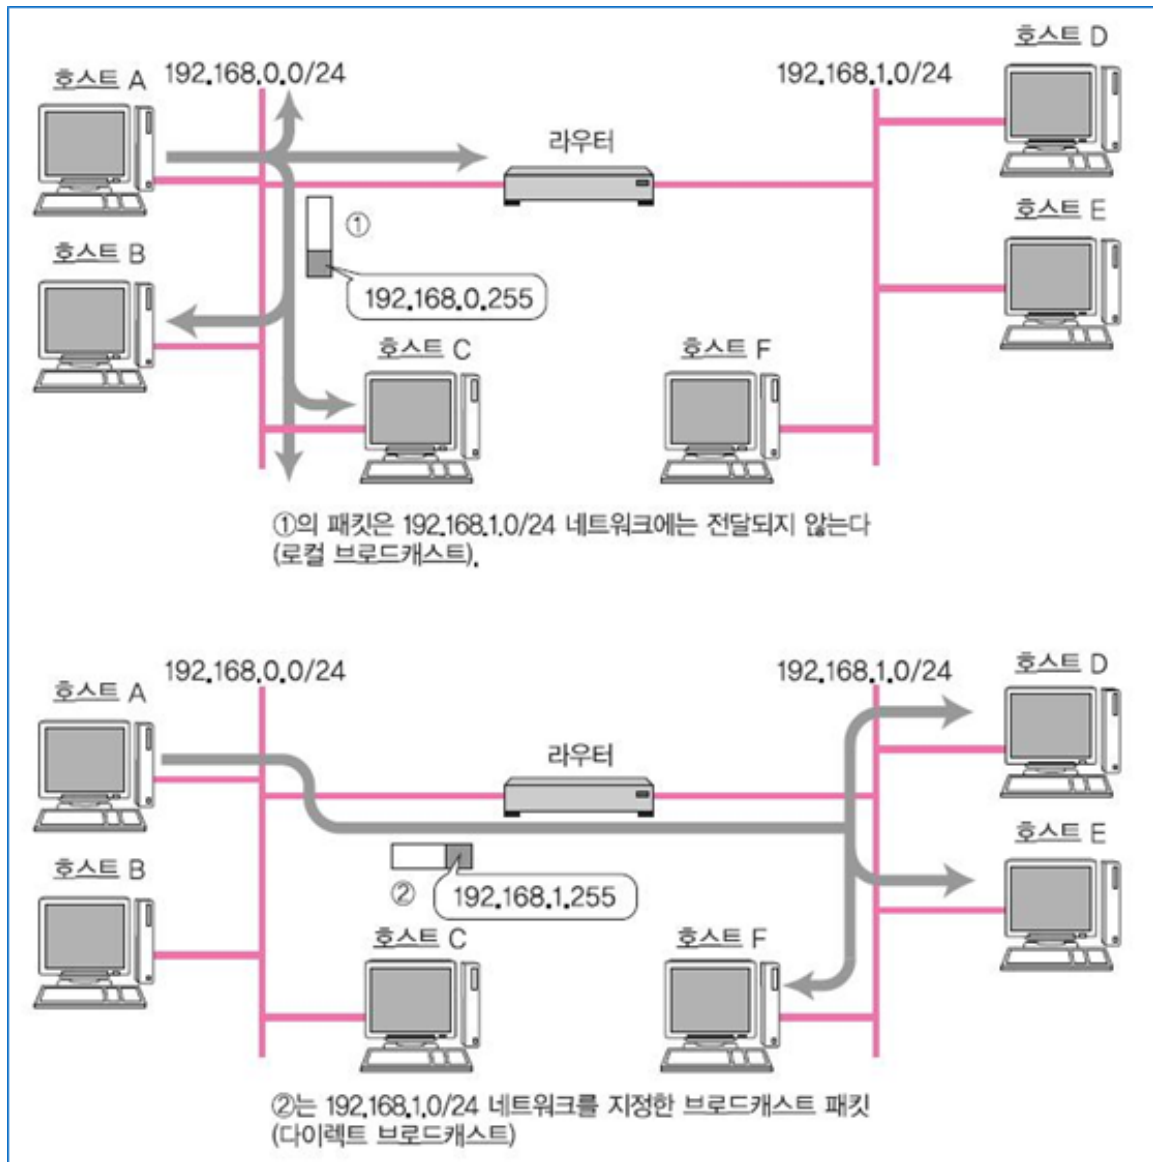 호스트 D
호스트 A
192.168.0.0/24
192.168.1.0/24
라우터
①
호스트 E
호스트 B
192.168.0.255
호스트 C
호스트 F
①의 패킷은 192.168.1.0/24 네트워크에는 전달되지 않는다
(로컬 브로드캐스트).
호스트 D
호스트 A
192.168.0.0/24
192.168.1.0/24
라우터
호스트 E
호스트 B
②
192.168.1.255
호스트 C
호스트 F
②는 192.168.1.0/24 네트워크를 지정한 브로드캐스트 패킷
(다이렉트 브로드캐스트)